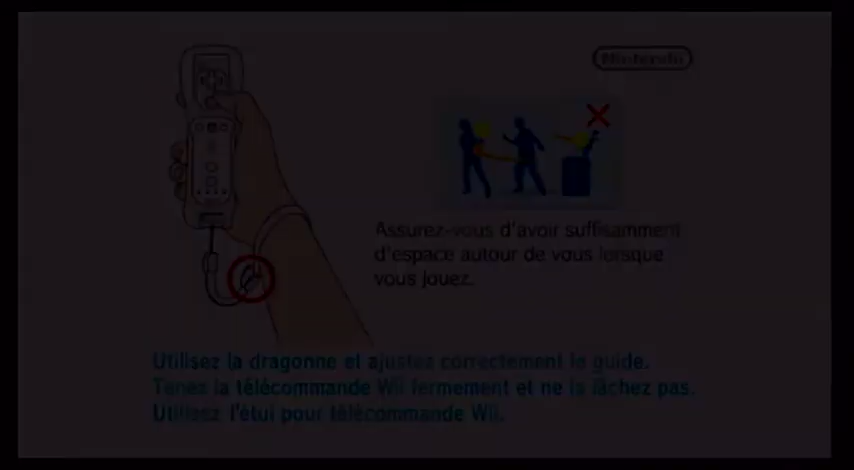 Nintendo
Assurez-vous d'avoir suffisamment
d'espace autour de vous lorsque
vous jouez.
Utilisez la dragonne et ajustez correctement le guide.
Tenez la télécommande Wii fermement et ne la lâchez pas.
Utilisez l'étui pour télécommande Wii.